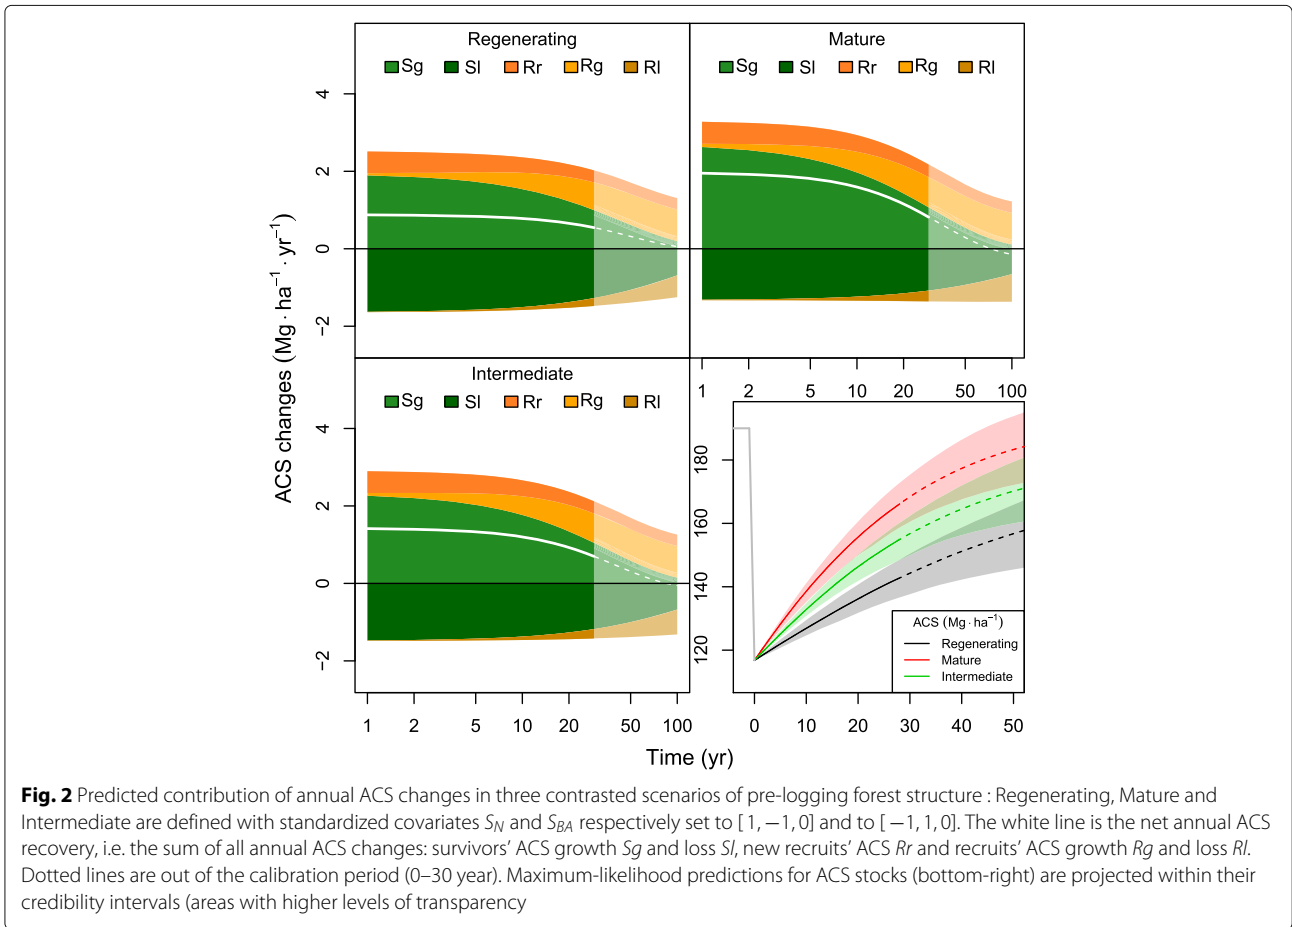 Regenerating
Sg Sl Rr Rg Rl
Mature
Sg Sl Rr Rg Rl
4
2
0
−2
ACS changes (Mg · ha⁻¹ · yr⁻¹)
1 2 5 10 20 50 100
Intermediate
Sg Sl Rr Rg Rl
4
2
0
−2
1 2 5 10 20 50 100
180
160
140
120
ACS (Mg · ha⁻¹)
Regenerating
Mature
Intermediate
0 10 20 30 40 50
Time (yr)
Fig. 2 Predicted contribution of annual ACS changes in three contrasted scenarios of pre-logging forest structure : Regenerating, Mature and
Intermediate are defined with standardized covariates S_N and S_BA respectively set to [ 1, −1, 0] and to [ −1, 1, 0]. The white line is the net annual ACS
recovery, i.e. the sum of all annual ACS changes: survivors’ ACS growth Sg and loss Sl, new recruits’ ACS Rr and recruits’ ACS growth Rg and loss Rl.
Dotted lines are out of the calibration period (0–30 year). Maximum-likelihood predictions for ACS stocks (bottom-right) are projected within their
credibility intervals (areas with higher levels of transparency